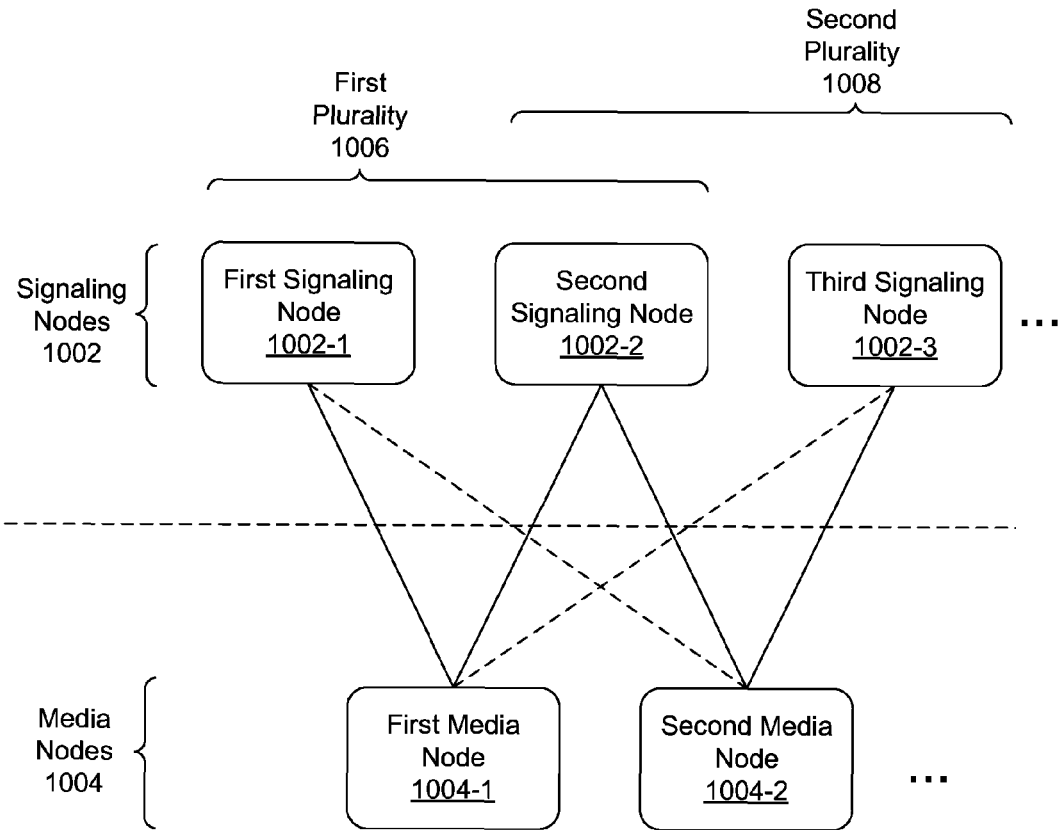 Second
Plurality
1008
First
Plurality
1006
Signaling
Nodes
1002
First Signaling
Node
1002-1
Second
Signaling Node
1002-2
Third Signaling
Node
1002-3
...
Media
Nodes
1004
First Media
Node
1004-1
Second Media
Node
1004-2
...